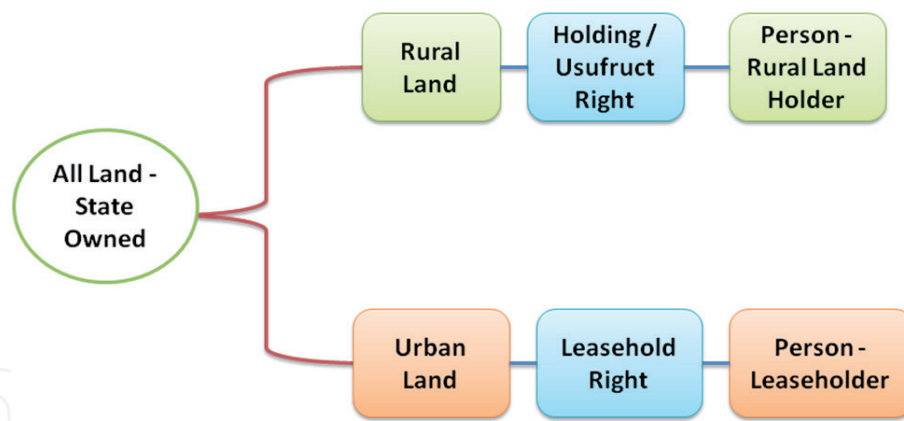 All Land -
State
Owned
Rural
Land
Holding /
Usufruct
Right
Person -
Rural Land
Holder
Urban
Land
Leasehold
Right
Person -
Leaseholder